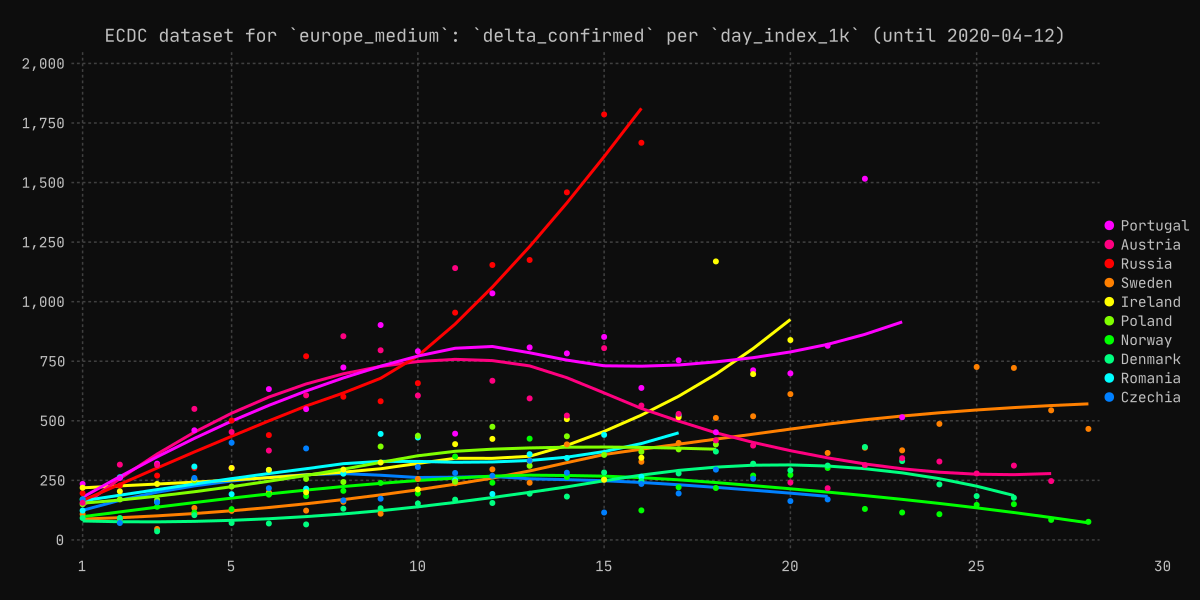 ECDC dataset for `europe_medium`: `delta_confirmed` per `day_index_1k` (until 2020-04-12)
2,000
1,750
1,500
1,250
1,000
750
500
250
0
1 5 10 15 20 25 30
Portugal
Austria
Russia
Sweden
Ireland
Poland
Norway
Denmark
Romania
Czechia